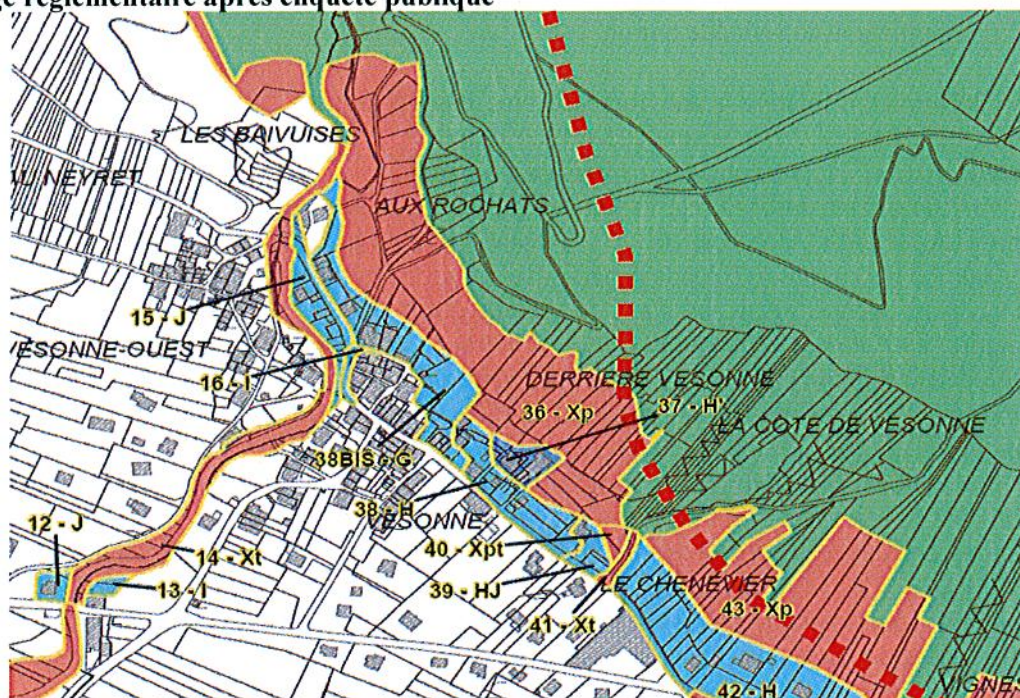 réglementaire après enquête publique
LES BAIVUISES
AU NEYRET
AUX ROCHATS
15 - J
VESONNE-OUEST
16 - I
DERRIERE VESONNE
36 - Xp
37 - H'
LA COTE DE VESONNE
38BIS - G
38 - H
VESONNE
12 - J
14 - Xt
13 - I
40 - Xpt
39 - HJ
LE CHENEVIER
41 - Xt
43 - Xp
42 - H
VIGNES